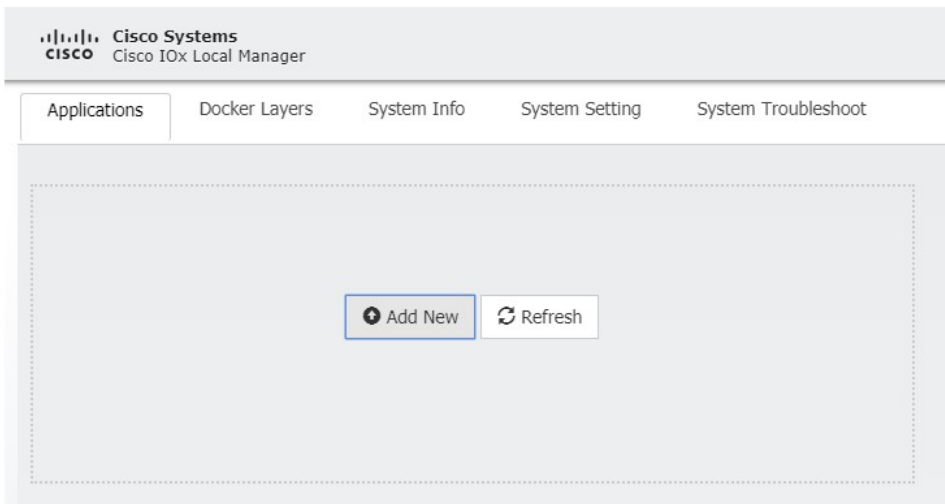 Cisco Systems
CISCO Cisco IOx Local Manager
Applications Docker Layers System Info System Setting System Troubleshoot
Add New Refresh